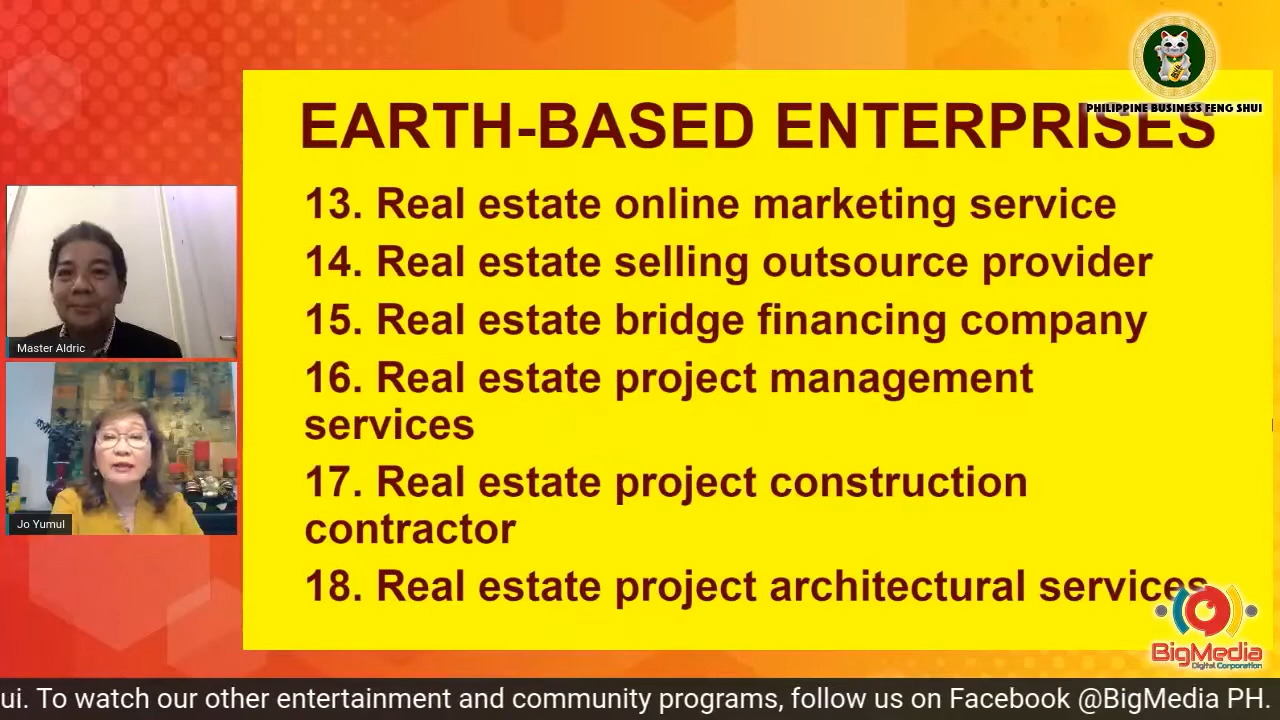 PHILIPPINE BUSINESS FENG SHUI
EARTH-BASED ENTERPRISES
13. Real estate online marketing service
14. Real estate selling outsource provider
15. Real estate bridge financing company
16. Real estate project management
services
17. Real estate project construction
contractor
18. Real estate project architectural services
Master Aldric
Jo Yumul
BigMedia
Digital Corporation
ui. To watch our other entertainment and community programs, follow us on Facebook @BigMedia PH.